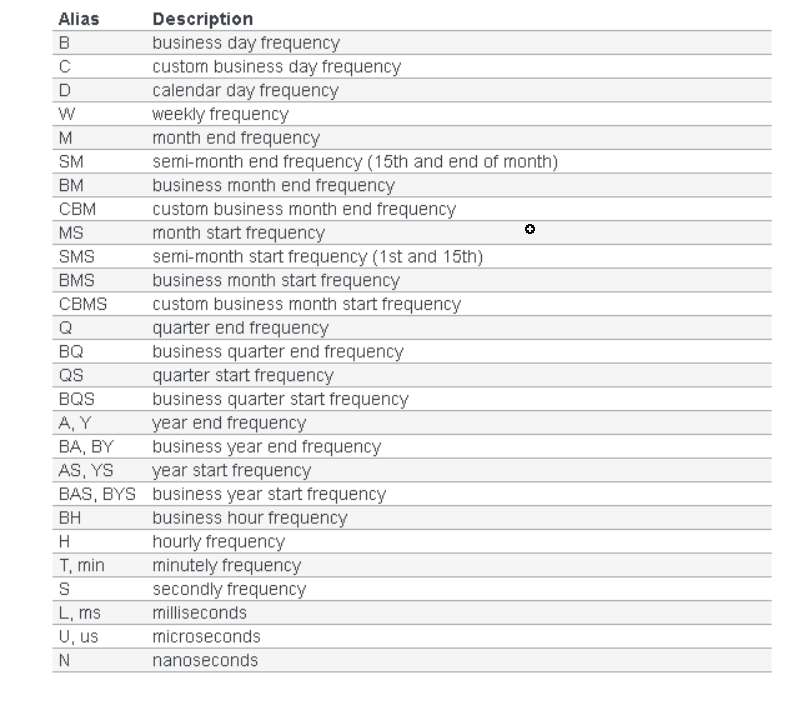 Alias Description
B business day frequency
C custom business day frequency
D calendar day frequency
W weekly frequency
M month end frequency
SM semi-month end frequency (15th and end of month)
BM business month end frequency
CBM custom business month end frequency
MS month start frequency
SMS semi-month start frequency (1st and 15th)
BMS business month start frequency
CBMS custom business month start frequency
Q quarter end frequency
BQ business quarter end frequency
QS quarter start frequency
BQS business quarter start frequency
A, Y year end frequency
BA, BY business year end frequency
AS, YS year start frequency
BAS, BYS business year start frequency
BH business hour frequency
H hourly frequency
T, min minutely frequency
S secondly frequency
L, ms milliseconds
U, us microseconds
N nanoseconds